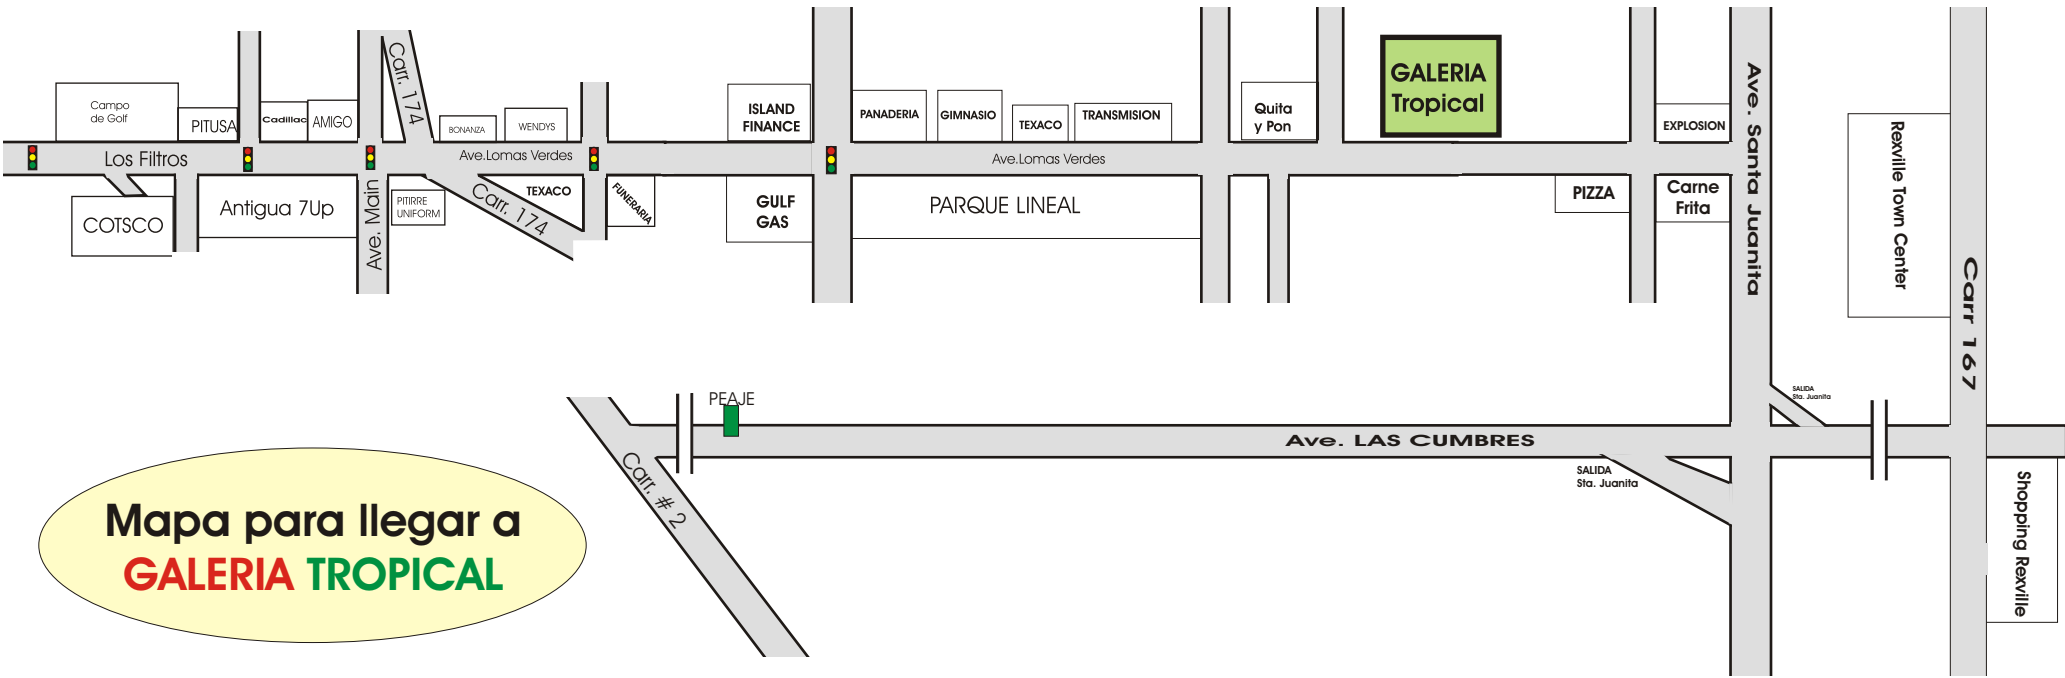 Campo
de Golf
PITUSA
Cadillac
AMIGO
Carr. 174
BONANZA
WENDYS
ISLAND
FINANCE
PANADERIA
GIMNASIO
TEXACO
TRANSMISION
Quita
y Pon
GALERIA
Tropical
EXPLOSION
Ave. Santa Juanita
Rexville Town Center
Carr 167
Los Filtros
Ave.Lomas Verdes
Ave.Lomas Verdes
COTSCO
Antigua 7Up
Ave. Main
PITIRRE
UNIFORM
Carr. 174
TEXACO
FUNERARIA
GULF
GAS
PARQUE LINEAL
PIZZA
Carne
Frita
PEAJE
SALIDA
Sta. Juanita
Ave. LAS CUMBRES
Carr. # 2
SALIDA
Sta. Juanita
Shopping Rexville
Mapa para llegar a
GALERIA TROPICAL